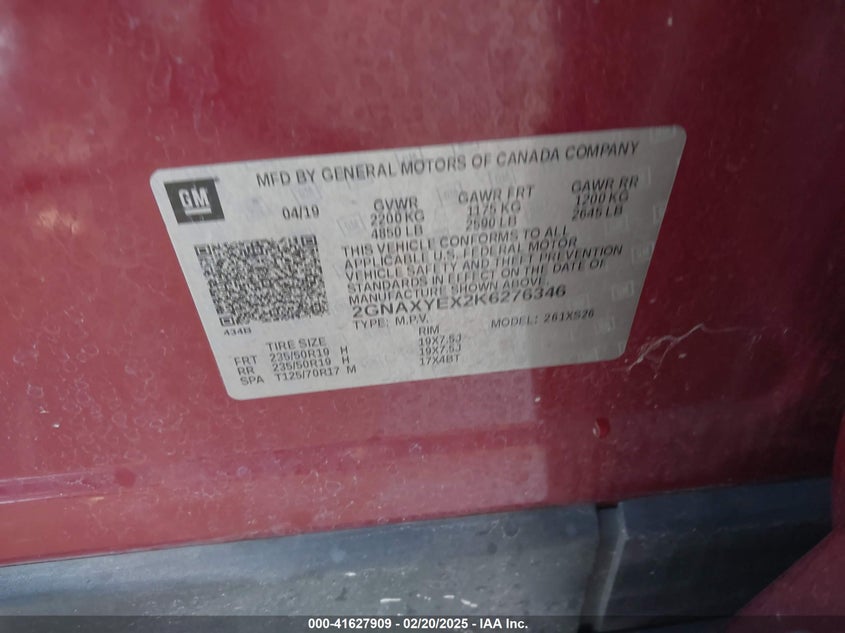 GM
MFD BY GENERAL MOTORS OF CANADA COMPANY
04/19
GVWR GAWR FRT GAWR RR
2200 KG 1175 KG 1200 KG
4850 LB 2590 LB 2645 LB
THIS VEHICLE CONFORMS TO ALL
APPLICABLE U.S. FEDERAL MOTOR
VEHICLE SAFETY AND THEFT PREVENTION
STANDARDS IN EFFECT ON THE DATE OF
MANUFACTURE SHOWN ABOVE.
2GNAXYEX2K6276346
TYPE: M.P.V. MODEL: 261XS26
434B
TIRE SIZE RIM
FRT 235/50R19 H 19X7.5J
RR 235/50R19 H 19X7.5J
SPA T125/70R17 M 17X4BT
000-41627909 - 02/20/2025 - IAA Inc.